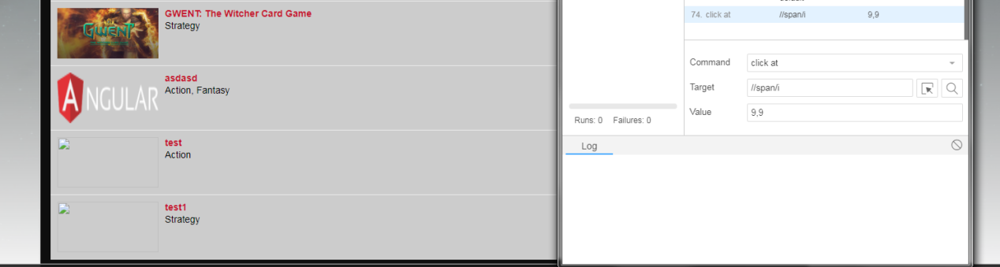 GWENT: The Witcher Card Game
Strategy
GWENT
asdasd
Action, Fantasy
ANGULAR
test
Action
test1
Strategy
74. click at //span/i 9,9
Command click at
Target //span/i
Value 9,9
Runs: 0 Failures: 0
Log